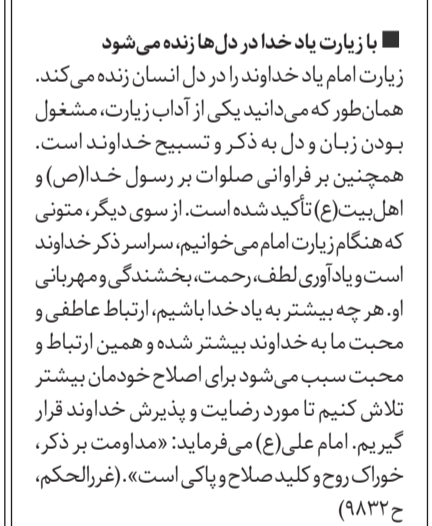 ■ با زیارت یاد خدا در دل‌ها زنده می‌شود
زیارت امام یاد خداوند را در دل انسان زنده می‌کند.
همان‌طور که می‌دانید یکی از آداب زیارت، مشغول
بودن زبان و دل به ذکر و تسبیح خداوند است.
همچنین بر فراوانی صلوات بر رسول خدا(ص) و
اهل‌بیت(ع) تأکید شده است. از سوی دیگر، متونی
که هنگام زیارت امام می‌خوانیم، سراسر ذکر خداوند
است و یادآوری لطف، رحمت، بخشندگی و مهربانی
او. هر چه بیشتر به یاد خدا باشیم، ارتباط عاطفی و
محبت ما به خداوند بیشتر شده و همین ارتباط و
محبت سبب می‌شود برای اصلاح خودمان بیشتر
تلاش کنیم تا مورد رضایت و پذیرش خداوند قرار
گیریم. امام علی(ع) می‌فرماید: «مداومت بر ذکر،
خوراک روح و کلید صلاح و پاکی است». (غررالحکم،
ح۹۸۳۲)